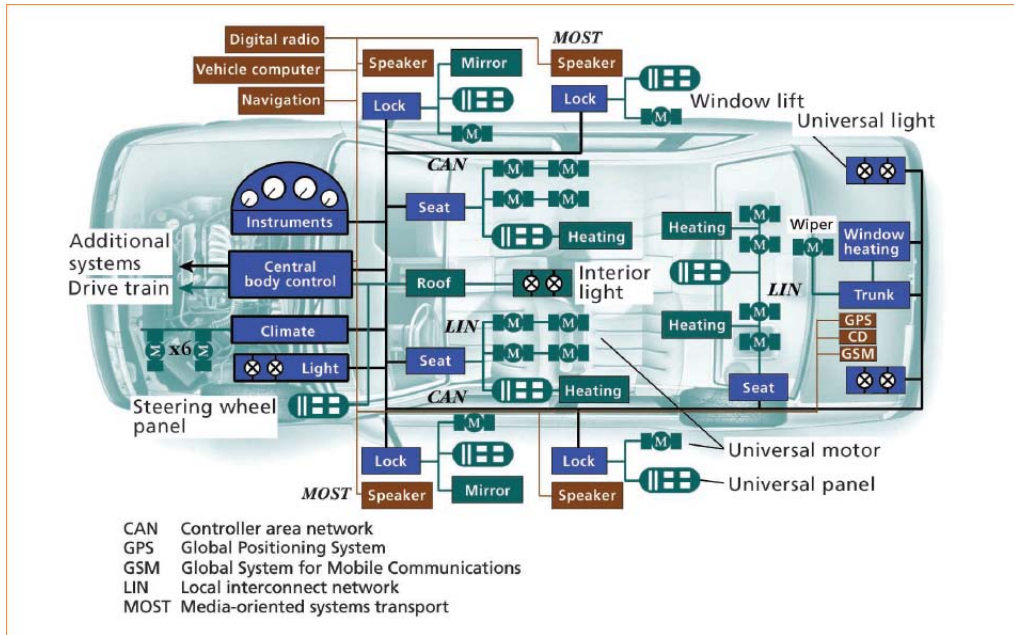 Digital radio
Vehicle computer
Navigation
Speaker
Mirror
Lock
M
MOST
Speaker
Lock
M
Window lift
Universal light
CAN
Instruments
Seat
M M
M M
Heating
Additional
systems
Drive train
Central
body control
Roof
Interior
light
Heating
M
M
Wiper
M
Window
heating
LIN
Trunk
Climate
LIN
M M
M M
Heating
M
M
GPS
CD
GSM
M x6 M
Light
Seat
CAN
Heating
Seat
Steering wheel
panel
M
Lock
Mirror
MOST
Speaker
Lock
M
Speaker
Universal motor
Universal panel
CAN Controller area network
GPS Global Positioning System
GSM Global System for Mobile Communications
LIN Local interconnect network
MOST Media-oriented systems transport